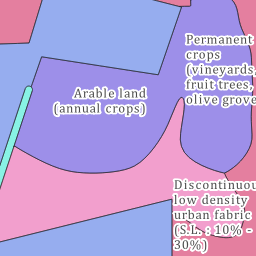 Permanent
crops
(vineyards,
fruit trees,
olive grove
Arable land
(annual crops)
Discontinuou
low density
urban fabric
(S.L. : 10% -
30%)